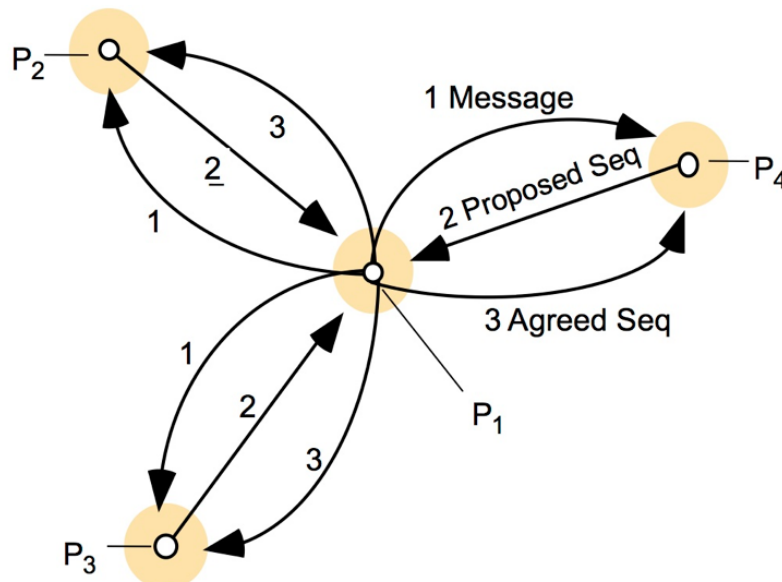 P2
3
1 Message
2
2 Proposed Seq
P4
1
3 Agreed Seq
1
2
P1
3
P3